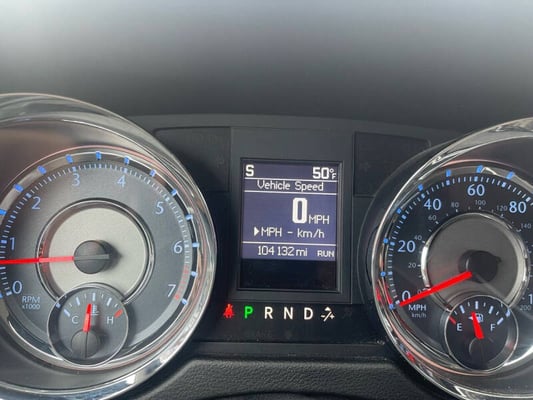 S 50°F
Vehicle Speed
0 MPH
▶MPH - km/h
104132 mi RUN
P R N D
0 1 2 3 4 5 6 7
RPM
x1000
C H
0 20 40 60 80
MPH
km/h
E F